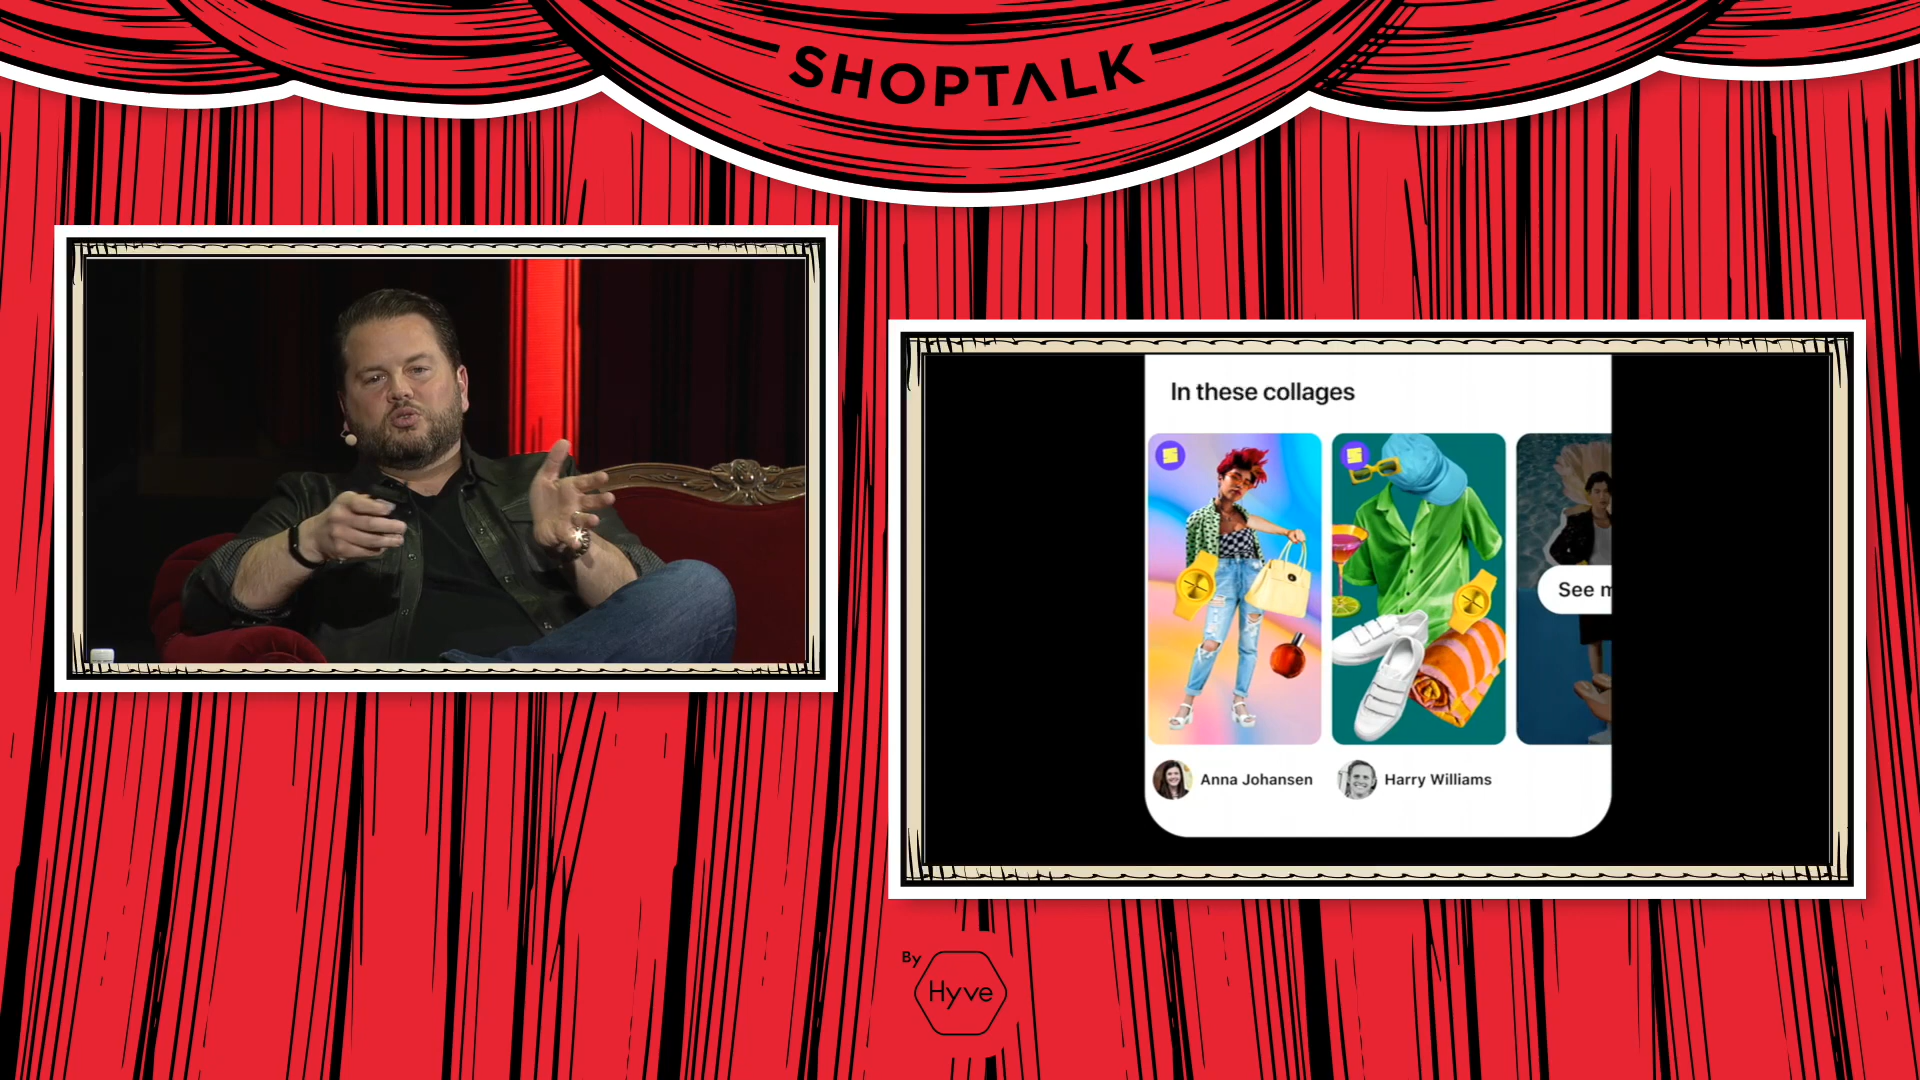 SHOPTALK
In these collages
See m
Anna Johansen
Harry Williams
By
Hyve